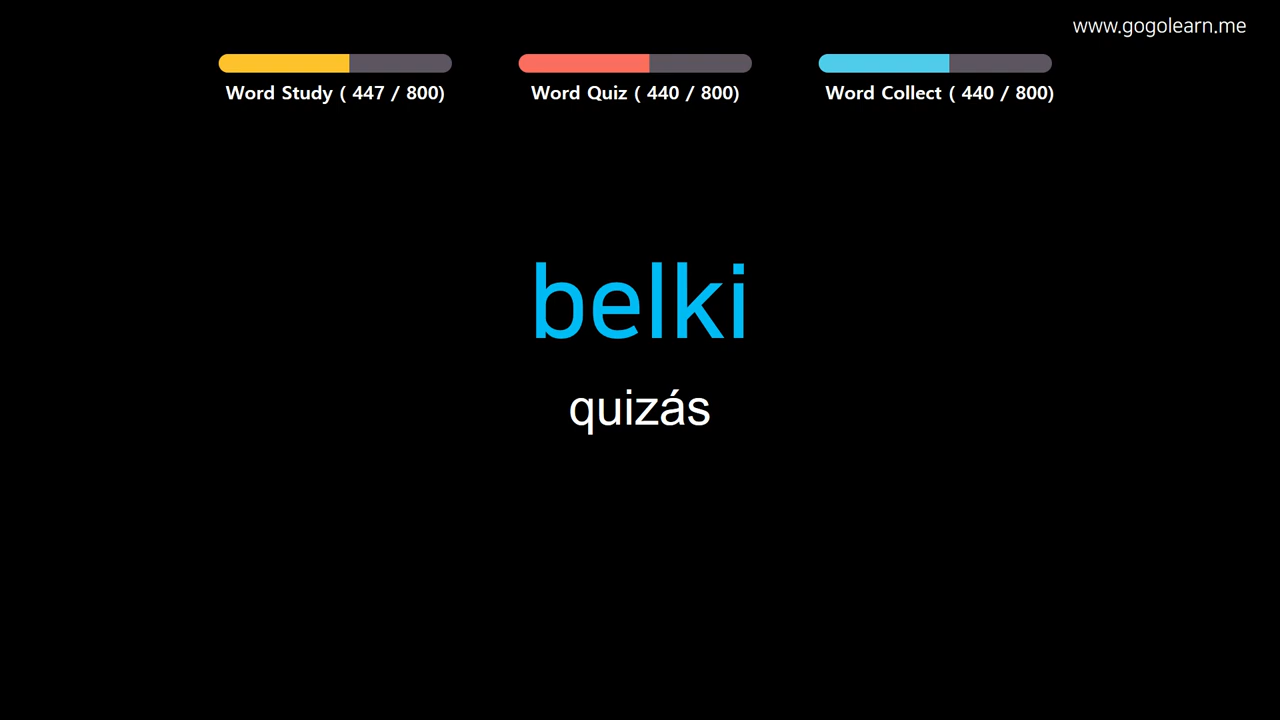 www.gogolearn.me
Word Study ( 447 / 800)
Word Quiz ( 440 / 800)
Word Collect ( 440 / 800)
belki
quizás